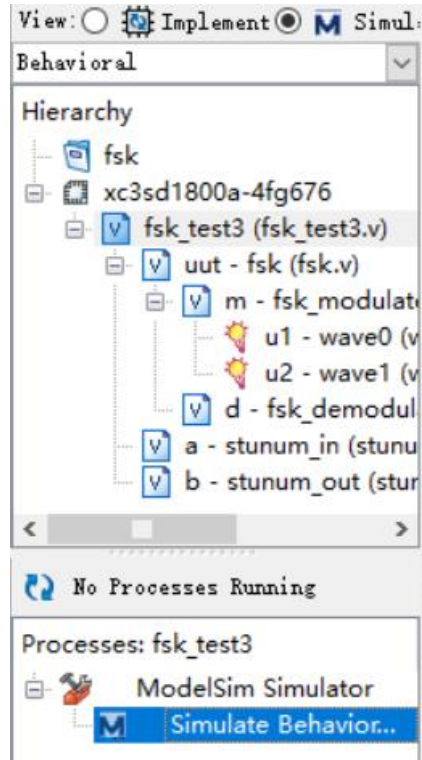 View: Implement Simul
Behavioral
Hierarchy
fsk
xc3sd1800a-4fg676
fsk_test3 (fsk_test3.v)
uut - fsk (fsk.v)
m - fsk_modulat
u1 - wave0 (v
u2 - wave1 (v
d - fsk_demodul
a - stunum_in (stunu
b - stunum_out (stur
No Processes Running
Processes: fsk_test3
ModelSim Simulator
Simulate Behavior...